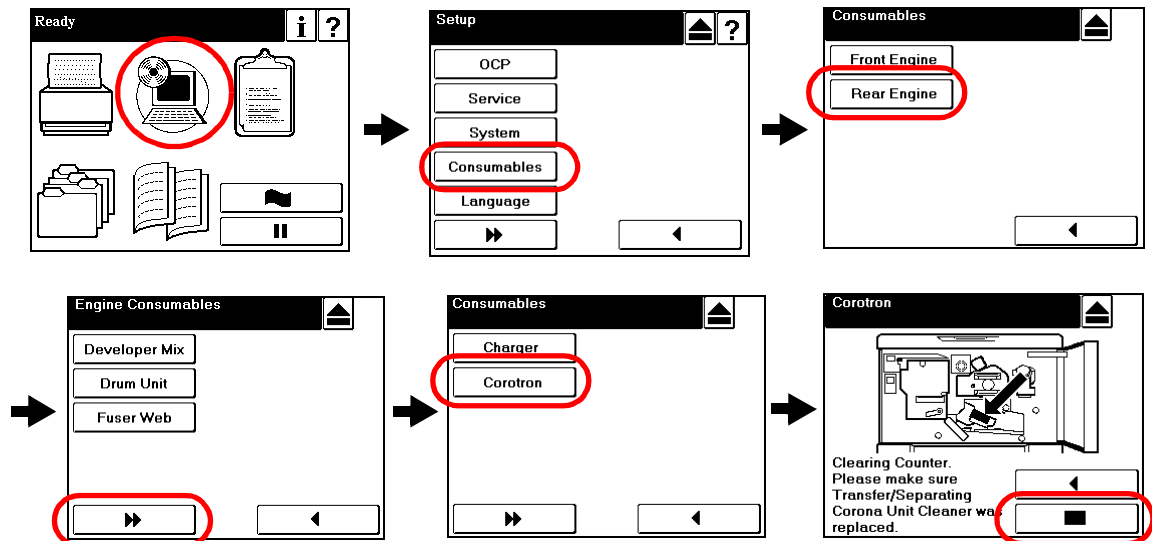 Ready
i ?
Setup
?
OCP
Service
System
Consumables
Language
Consumables
Front Engine
Rear Engine
Engine Consumables
Developer Mix
Drum Unit
Fuser Web
Consumables
Charger
Corotron
Corotron
Clearing Counter.
Please make sure
Transfer/Separating
Corona Unit Cleaner was
replaced.